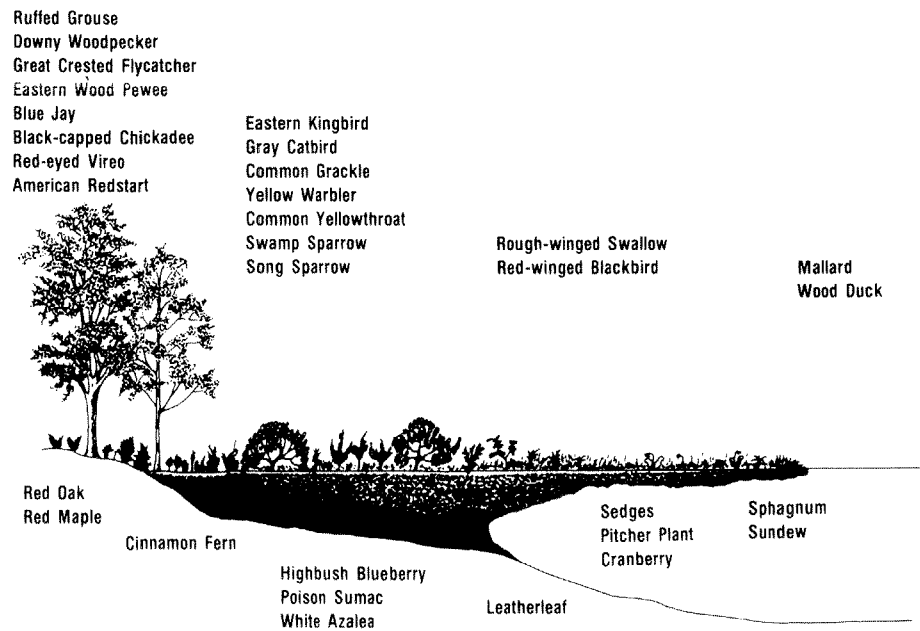 Ruffed Grouse
Downy Woodpecker
Great Crested Flycatcher
Eastern Wood Pewee
Blue Jay
Black-capped Chickadee
Red-eyed Vireo
American Redstart
Eastern Kingbird
Gray Catbird
Common Grackle
Yellow Warbler
Common Yellowthroat
Swamp Sparrow
Song Sparrow
Rough-winged Swallow
Red-winged Blackbird
Mallard
Wood Duck
Red Oak
Red Maple
Cinnamon Fern
Highbush Blueberry
Poison Sumac
White Azalea
Leatherleaf
Sedges
Pitcher Plant
Cranberry
Sphagnum
Sundew